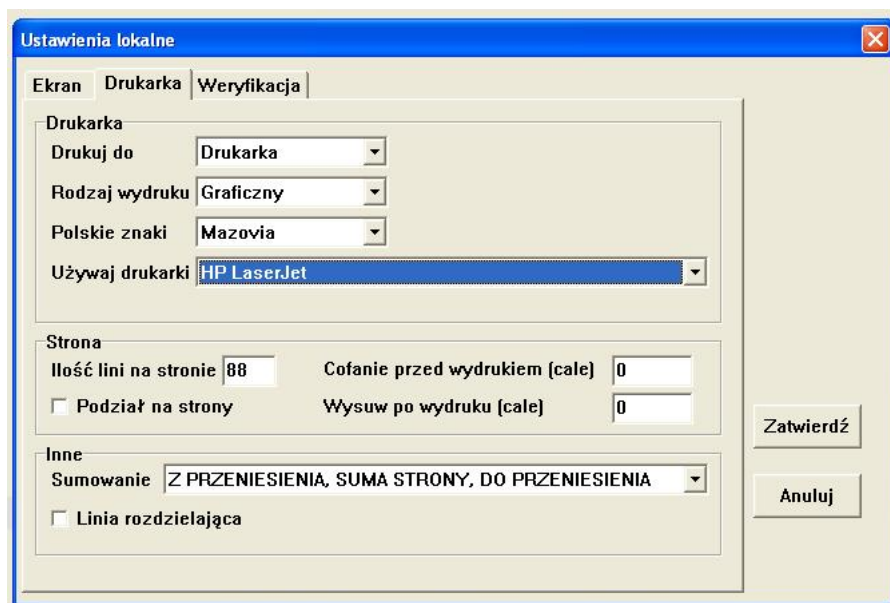 Ustawienia lokalne
Ekran Drukarka Weryfikacja
Drukarka
Drukuj do Drukarka
Rodzaj wydruku Graficzny
Polskie znaki Mazovia
Używaj drukarki HP LaserJet
Strona
Ilość lini na stronie 88 Cofanie przed wydrukiem (cale) 0
Podział na strony Wysuw po wydruku (cale) 0
Zatwierdź
Inne
Sumowanie Z PRZENIESIENIA, SUMA STRONY, DO PRZENIESIENIA
Anuluj
Linia rozdzielająca